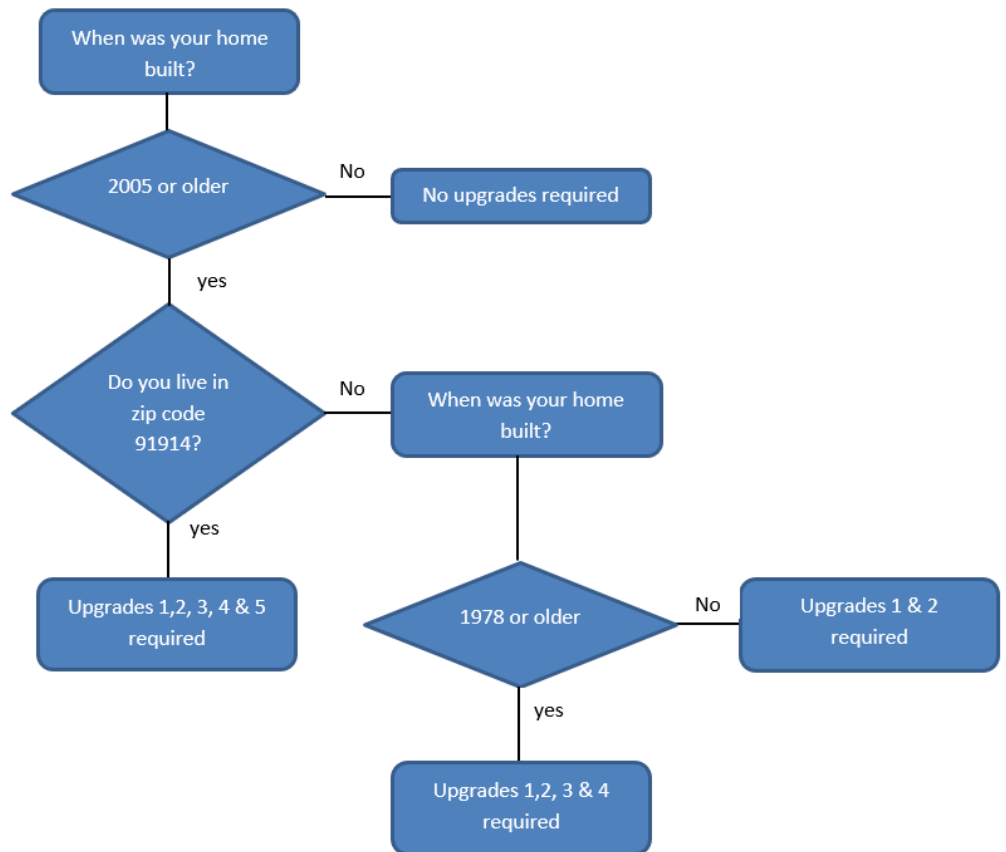 When was your home
built?
2005 or older
No
No upgrades required
yes
Do you live in
zip code
91914?
No
When was your home
built?
yes
Upgrades 1,2, 3, 4 & 5
required
1978 or older
No
Upgrades 1 & 2
required
yes
Upgrades 1,2, 3 & 4
required